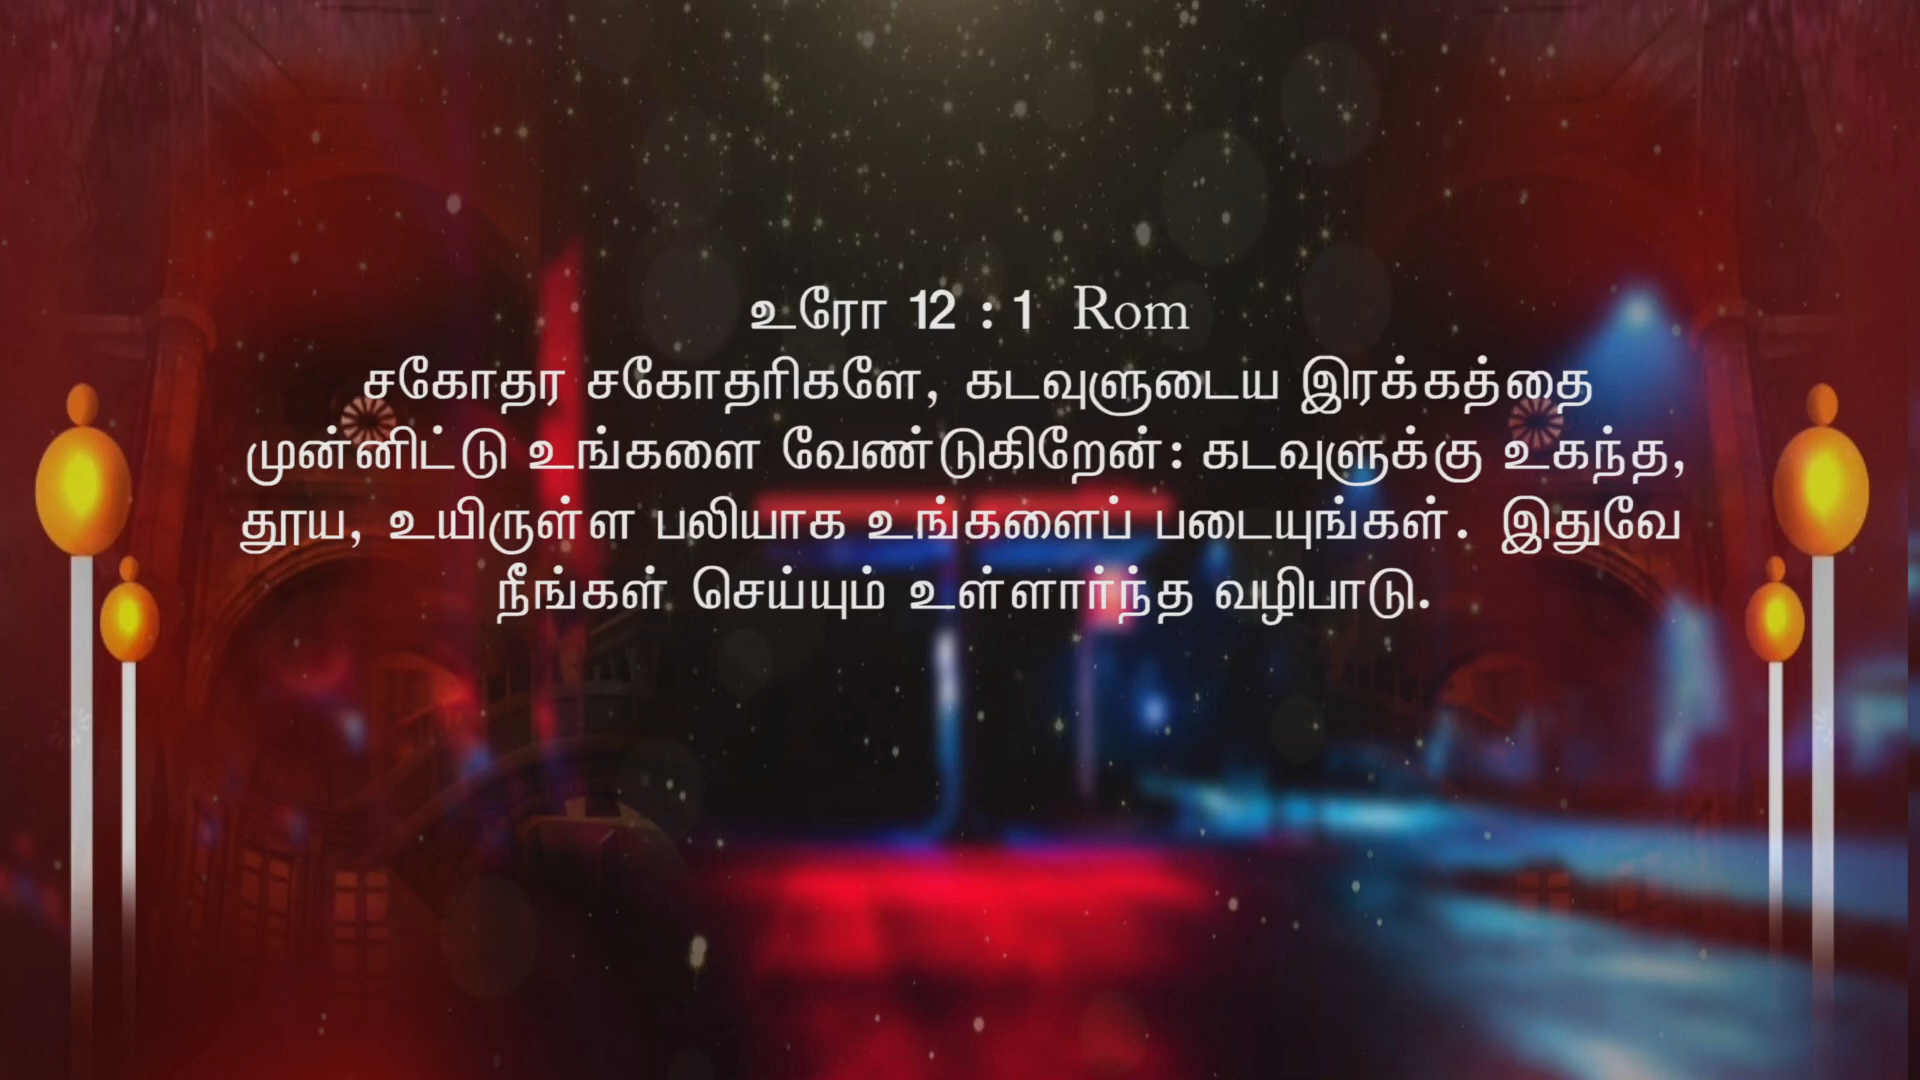 உரோ 12 : 1 Rom
சகோதர சகோதரிகளே, கடவுளுடைய இரக்கத்தை
முன்னிட்டு உங்களை வேண்டுகிறேன்: கடவுளுக்கு உகந்த,
தூய, உயிருள்ள பலியாக உங்களைப் படையுங்கள். இதுவே
நீங்கள் செய்யும் உள்ளார்ந்த வழிபாடு.